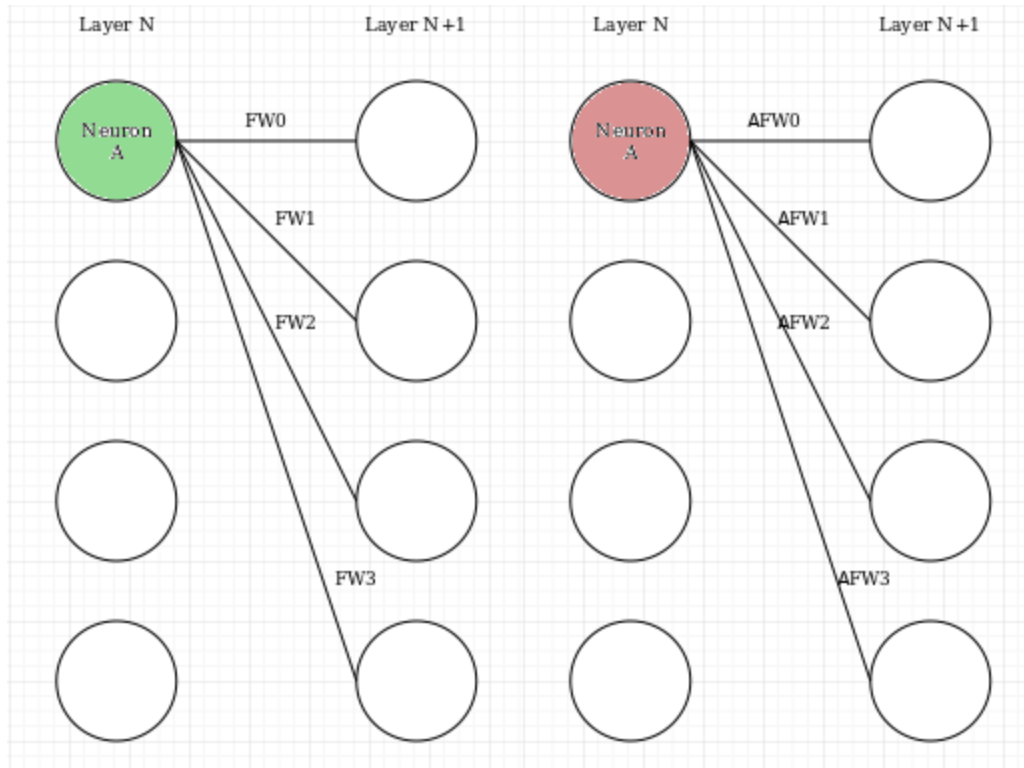 Layer N
Layer N+1
Layer N
Layer N+1
Neuron
A
FW0
FW1
FW2
FW3
Neuron
A
AFW0
AFW1
AFW2
AFW3